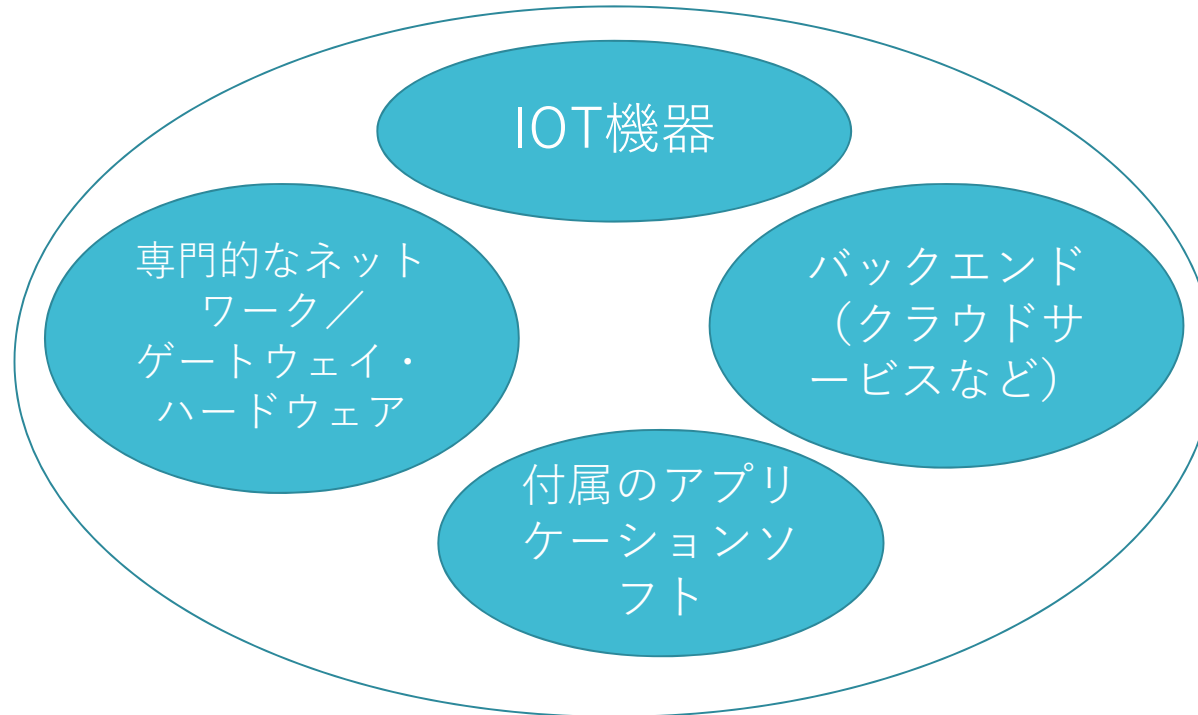 IOT機器
専門的なネット
ワーク／
ゲートウェイ・
ハードウェア
バックエンド
（クラウドサ
ービスなど）
付属のアプリ
ケーションソ
フト